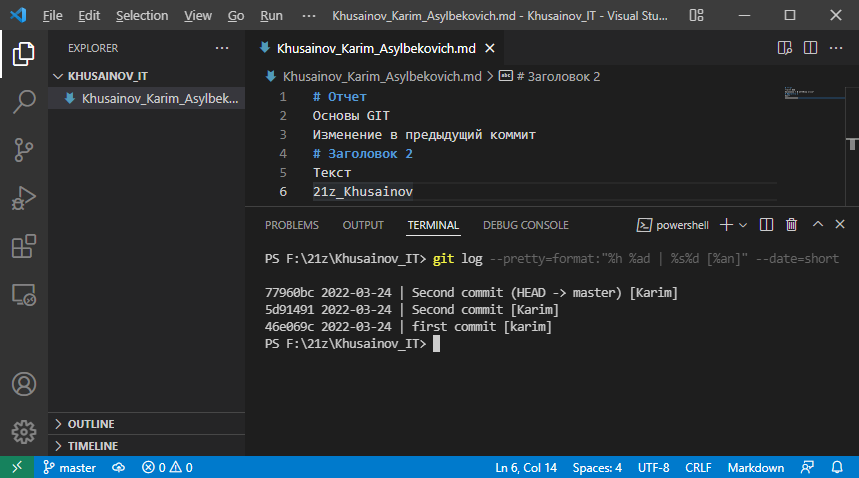 File Edit Selection View Go Run ··· Khusainov_Karim_Asylbekovich.md - Khusainov_IT - Visual Stu...
EXPLORER ···
KHUSAINOV_IT
Khusainov_Karim_Asylbek...
OUTLINE
TIMELINE
Khusainov_Karim_Asylbekovich.md
Khusainov_Karim_Asylbekovich.md > # Заголовок 2
1 # Отчет
2 Основы GIT
3 Изменение в предыдущий коммит
4 # Заголовок 2
5 Текст
6 21z_Khusainov
PROBLEMS OUTPUT TERMINAL DEBUG CONSOLE powershell
PS F:\21z\Khusainov_IT> git log --pretty=format:"%h %ad | %s%d [%an]" --date=short
77960bc 2022-03-24 | Second commit (HEAD -> master) [Karim]
5d91491 2022-03-24 | Second commit [Karim]
46e069c 2022-03-24 | first commit [karim]
PS F:\21z\Khusainov_IT>
master 0 0 Ln 6, Col 14 Spaces: 4 UTF-8 CRLF Markdown